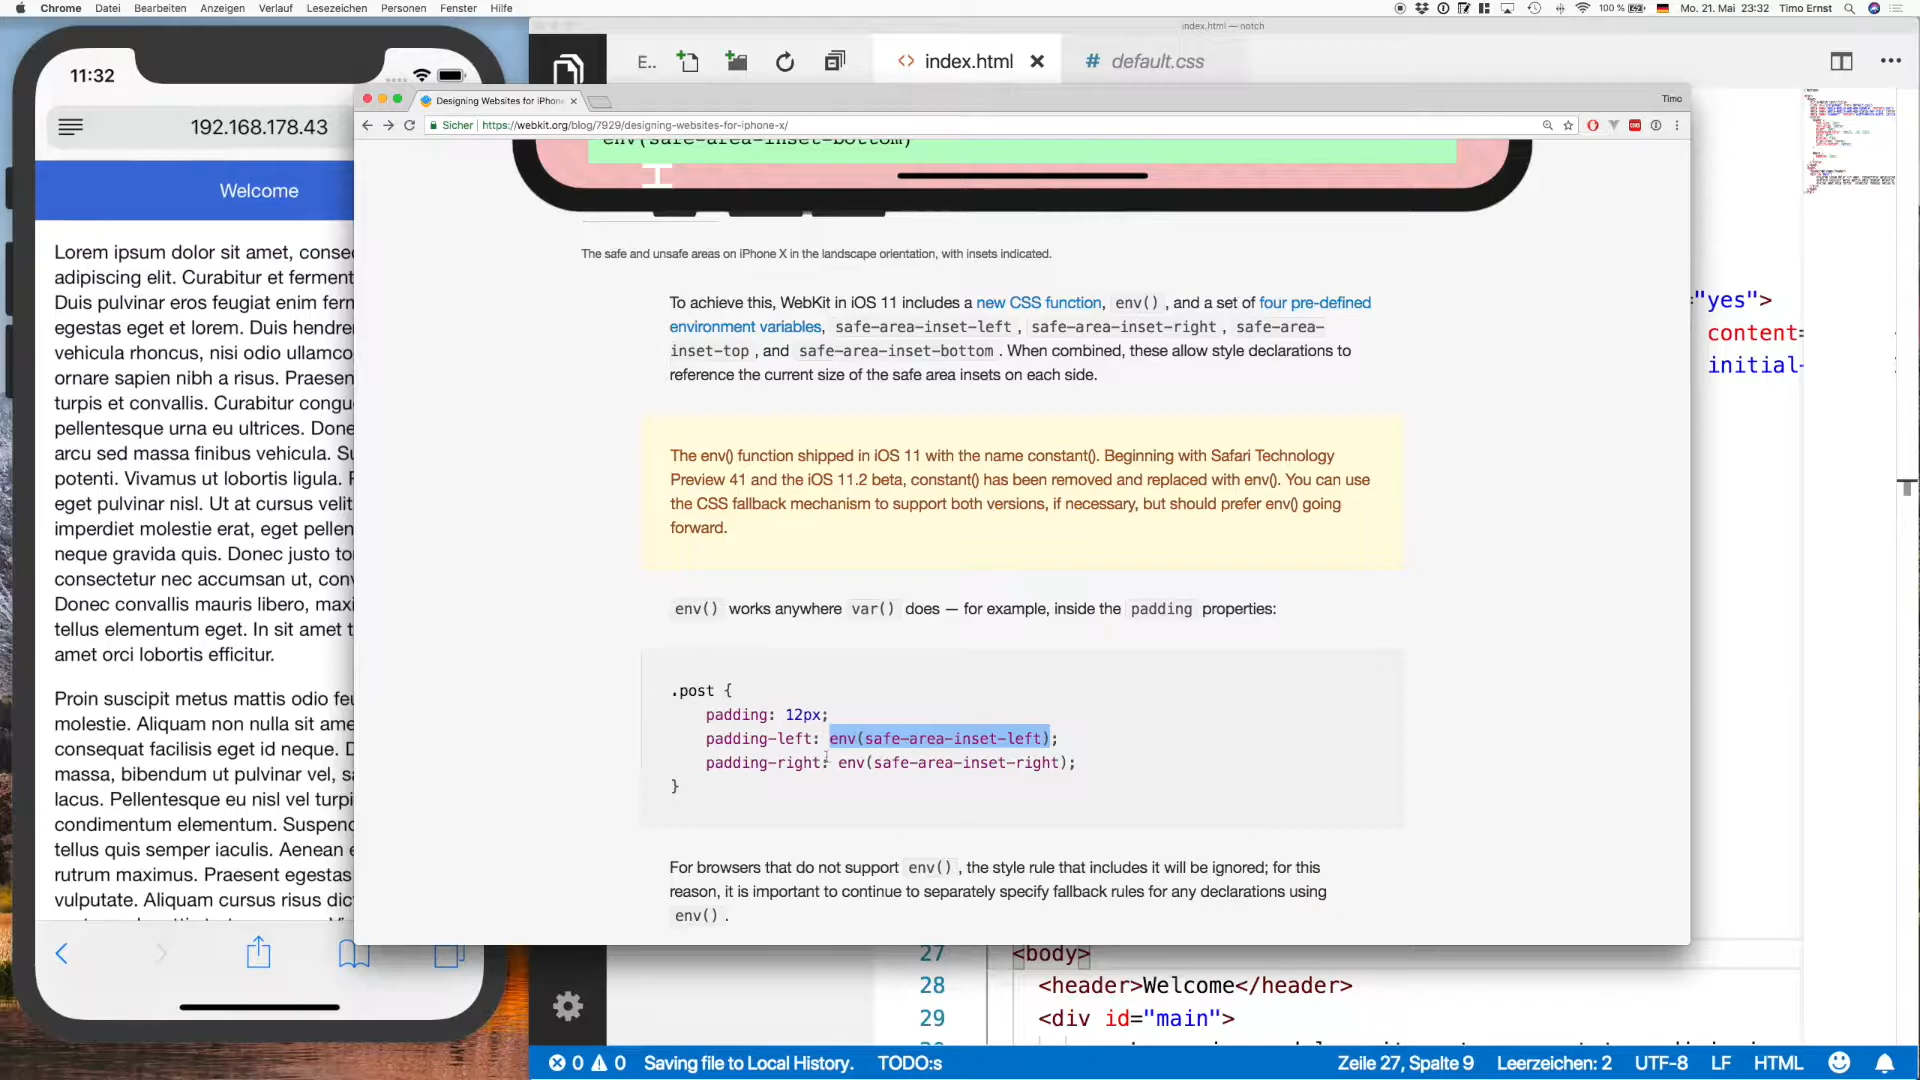 Chrome Datei Bearbeiten Anzeigen Verlauf Lesezeichen Personen Fenster Hilfe
100 % Mo. 21. Mai 23:32 Timo Ernst
index.html — notch
E.. index.html # default.css
11:32
192.168.178.43
Welcome
Lorem ipsum dolor sit amet, consec
adipiscing elit. Curabitur et ferment
Duis pulvinar eros feugiat enim ferm
egestas eget et lorem. Duis hendrer
vehicula rhoncus, nisi odio ullamco
ornare sapien nibh a risus. Praesen
turpis et convallis. Curabitur congu
pellentesque urna eu ultrices. Done
arcu sed massa finibus vehicula. Su
potenti. Vivamus ut lobortis ligula. P
eget pulvinar nisl. Ut at cursus velit
imperdiet molestie erat, eget pellen
neque gravida quis. Donec justo to
consectetur nec accumsan ut, conv
Donec convallis mauris libero, maxi
tellus elementum eget. In sit amet t
amet orci lobortis efficitur.
Proin suscipit metus mattis odio feu
molestie. Aliquam non nulla sit ame
consequat facilisis eget id neque. D
massa, bibendum ut pulvinar vel, sa
lacus. Pellentesque eu nisl vel turpi
condimentum elementum. Suspend
tellus quis semper iaculis. Aenean e
rutrum maximus. Praesent egestas
vulputate. Aliquam cursus risus dic
Designing Websites for iPhone
Timo
Sicher https://webkit.org/blog/7929/designing-websites-for-iphone-x/
env(safe-area-inset-bottom)
The safe and unsafe areas on iPhone X in the landscape orientation, with insets indicated.
To achieve this, WebKit in iOS 11 includes a new CSS function, env(), and a set of four pre-defined
environment variables, safe-area-inset-left, safe-area-inset-right, safe-area-
inset-top, and safe-area-inset-bottom. When combined, these allow style declarations to
reference the current size of the safe area insets on each side.
The env() function shipped in iOS 11 with the name constant(). Beginning with Safari Technology
Preview 41 and the iOS 11.2 beta, constant() has been removed and replaced with env(). You can use
the CSS fallback mechanism to support both versions, if necessary, but should prefer env() going
forward.
env() works anywhere var() does — for example, inside the padding properties:
.post {
padding: 12px;
padding-left: env(safe-area-inset-left);
padding-right: env(safe-area-inset-right);
}
For browsers that do not support env(), the style rule that includes it will be ignored; for this
reason, it is important to continue to separately specify fallback rules for any declarations using
env().
="yes">
content=
initial-
27 <body>
28 <header>Welcome</header>
29 <div id="main">
0 0 Saving file to Local History. TODO:s
Zeile 27, Spalte 9 Leerzeichen: 2 UTF-8 LF HTML